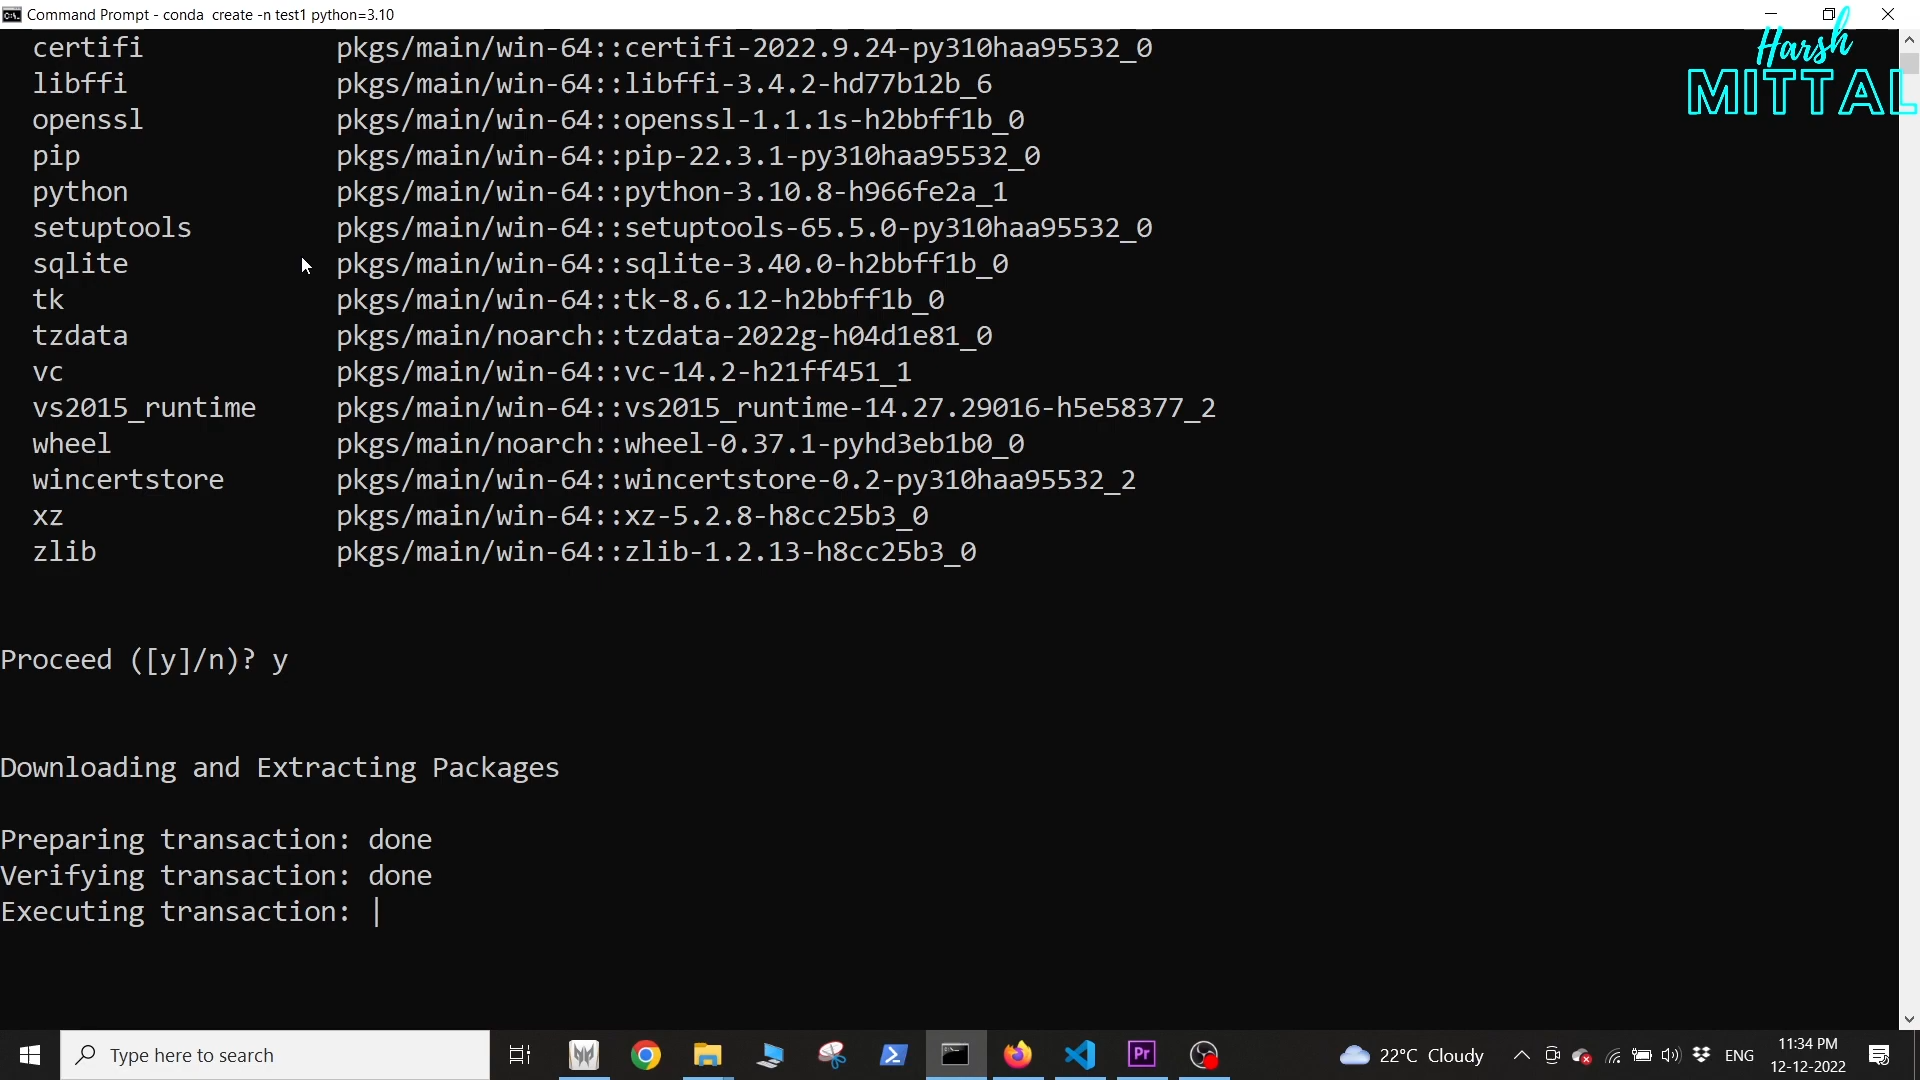 Command Prompt - conda  create -n test1 python=3.10
Harsh
MITTAL
certifi pkgs/main/win-64::certifi-2022.9.24-py310haa95532_0
libffi pkgs/main/win-64::libffi-3.4.2-hd77b12b_6
openssl pkgs/main/win-64::openssl-1.1.1s-h2bbff1b_0
pip pkgs/main/win-64::pip-22.3.1-py310haa95532_0
python pkgs/main/win-64::python-3.10.8-h966fe2a_1
setuptools pkgs/main/win-64::setuptools-65.5.0-py310haa95532_0
sqlite pkgs/main/win-64::sqlite-3.40.0-h2bbff1b_0
tk pkgs/main/win-64::tk-8.6.12-h2bbff1b_0
tzdata pkgs/main/noarch::tzdata-2022g-h04d1e81_0
vc pkgs/main/win-64::vc-14.2-h21ff451_1
vs2015_runtime pkgs/main/win-64::vs2015_runtime-14.27.29016-h5e58377_2
wheel pkgs/main/noarch::wheel-0.37.1-pyhd3eb1b0_0
wincertstore pkgs/main/win-64::wincertstore-0.2-py310haa95532_2
xz pkgs/main/win-64::xz-5.2.8-h8cc25b3_0
zlib pkgs/main/win-64::zlib-1.2.13-h8cc25b3_0
Proceed ([y]/n)? y
Downloading and Extracting Packages
Preparing transaction: done
Verifying transaction: done
Executing transaction: |
Type here to search
Pr
22°C Cloudy
ENG
11:34 PM
12-12-2022